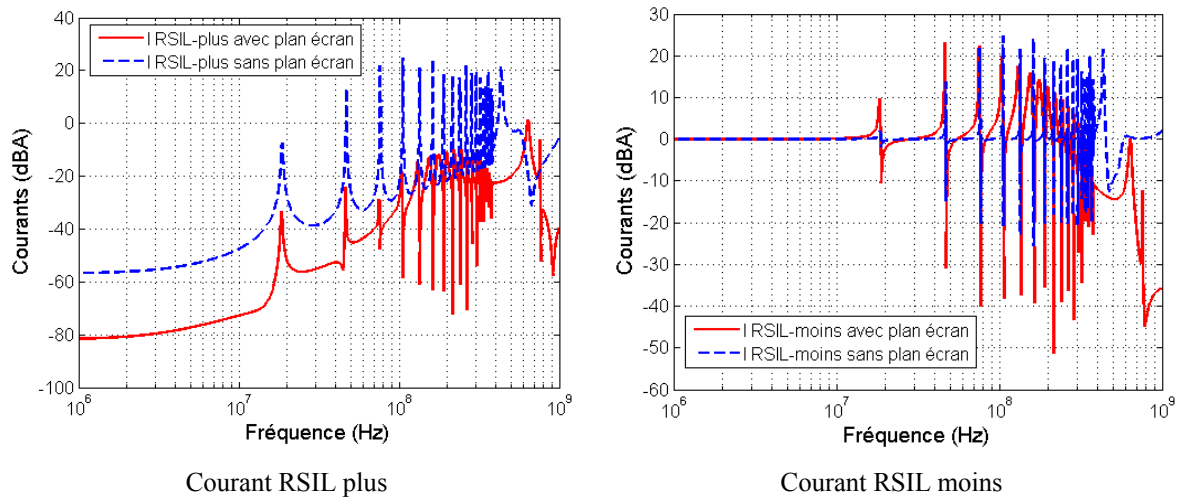 40
20
0
-20
-40
-60
-80
-100
Courants (dBA)
I RSIL-plus avec plan écran
I RSIL-plus sans plan écran
10^6
10^7
10^8
10^9
Fréquence (Hz)
Courant RSIL plus
30
20
10
0
-10
-20
-30
-40
-50
-60
Courants (dBA)
I RSIL-moins avec plan écran
I RSIL-moins sans plan écran
10^6
10^7
10^8
10^9
Fréquence (Hz)
Courant RSIL moins